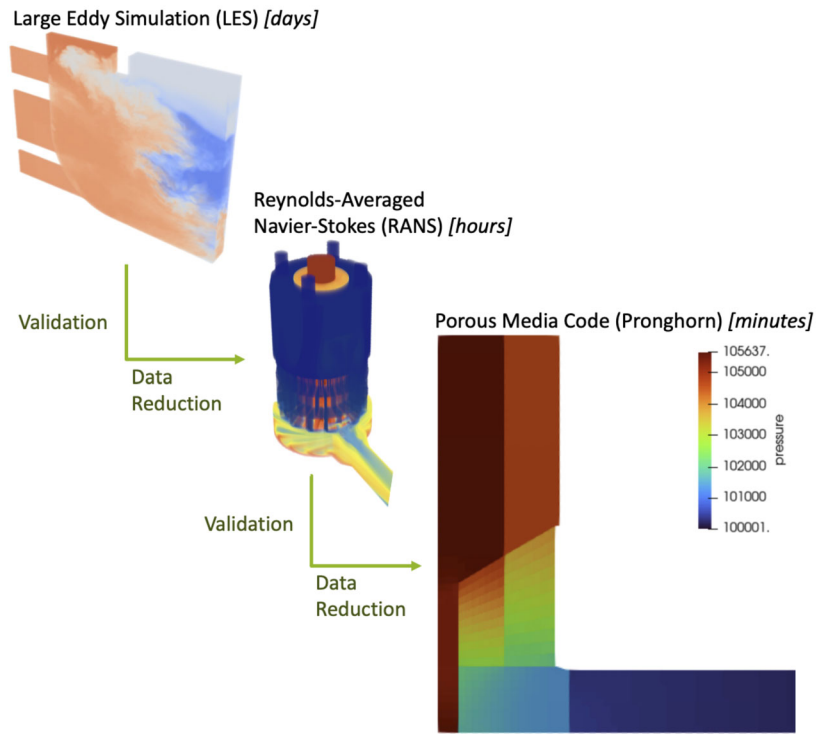 Large Eddy Simulation (LES) [days]
Reynolds-Averaged
Navier-Stokes (RANS) [hours]
Validation
Data
Reduction
Porous Media Code (Pronghorn) [minutes]
105637.
105000
104000
103000
102000
101000
100001.
pressure
Validation
Data
Reduction